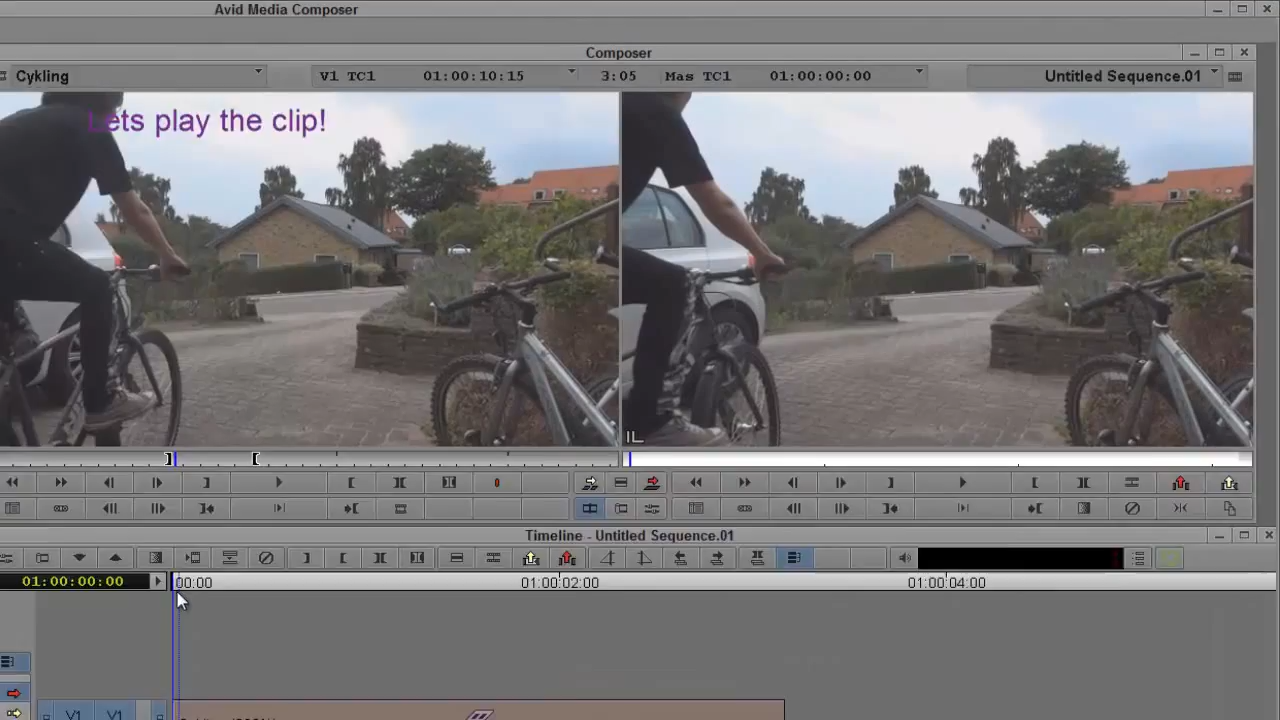 Avid Media Composer
Composer
Cykling V1 TC1 01:00:10:15 3:05 Mas TC1 01:00:00:00 Untitled Sequence.01
Lets play the clip!
Timeline - Untitled Sequence.01
01:00:00:00 00:00 01:00:02:00 01:00:04:00
V1 V1